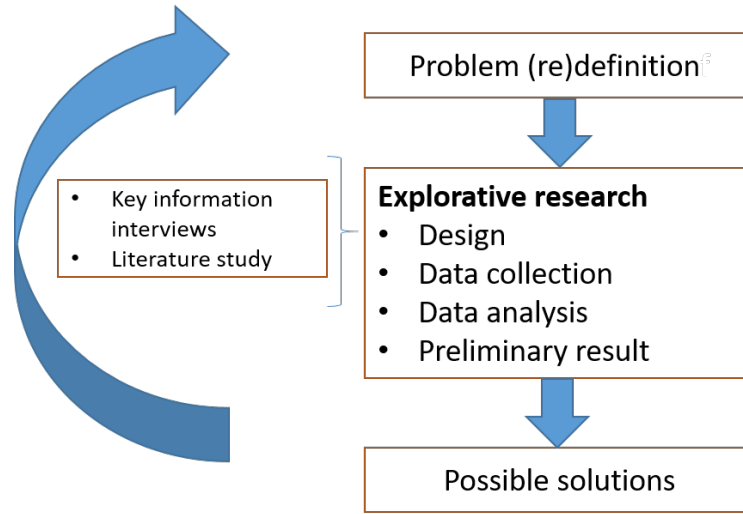 Problem (re)definition
• Key information
interviews
• Literature study
Explorative research
• Design
• Data collection
• Data analysis
• Preliminary result
Possible solutions